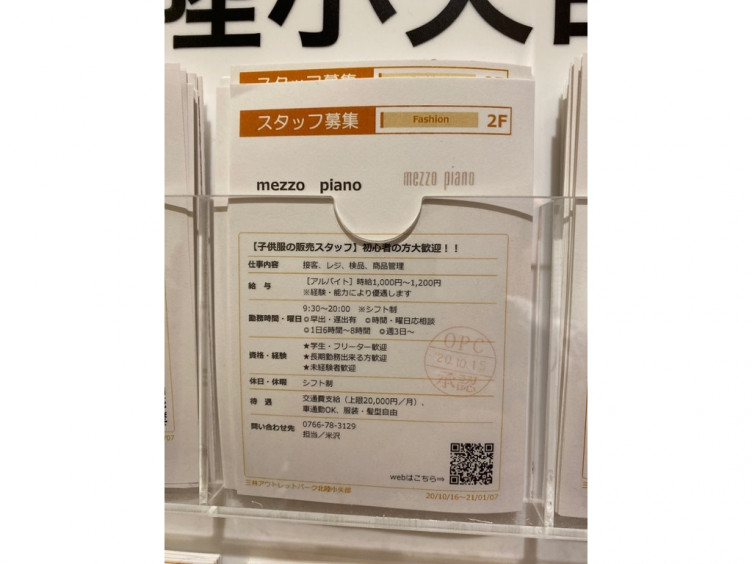 陸小矢部
スタッフ募集
スタッフ募集 Fashion 2F
mezzo piano mezzo piano
【子供服の販売スタッフ】初心者の方大歓迎！！
仕事内容 接客、レジ、検品、商品管理
給与 [アルバイト]時給1,000円～1,200円
※経験・能力により優遇します
9:30～20:00 ※シフト制
勤務時間・曜日 ◎早出・遅出有 ◎時間・曜日応相談
◎1日6時間～8時間 ◎週3日～
★学生・フリーター歓迎
資格・経験 ★長期勤務出来る方歓迎
★未経験者歓迎
OPC
20.10.15
承認
休日・休暇 シフト制
待遇 交通費支給（上限20,000円／月）、
車通勤OK、服装・髪型自由
問い合わせ先 0766-78-3129
担当／米沢
webはこちら⇒
三井アウトレットパーク北陸小矢部 20/10/16～21/01/07
/07